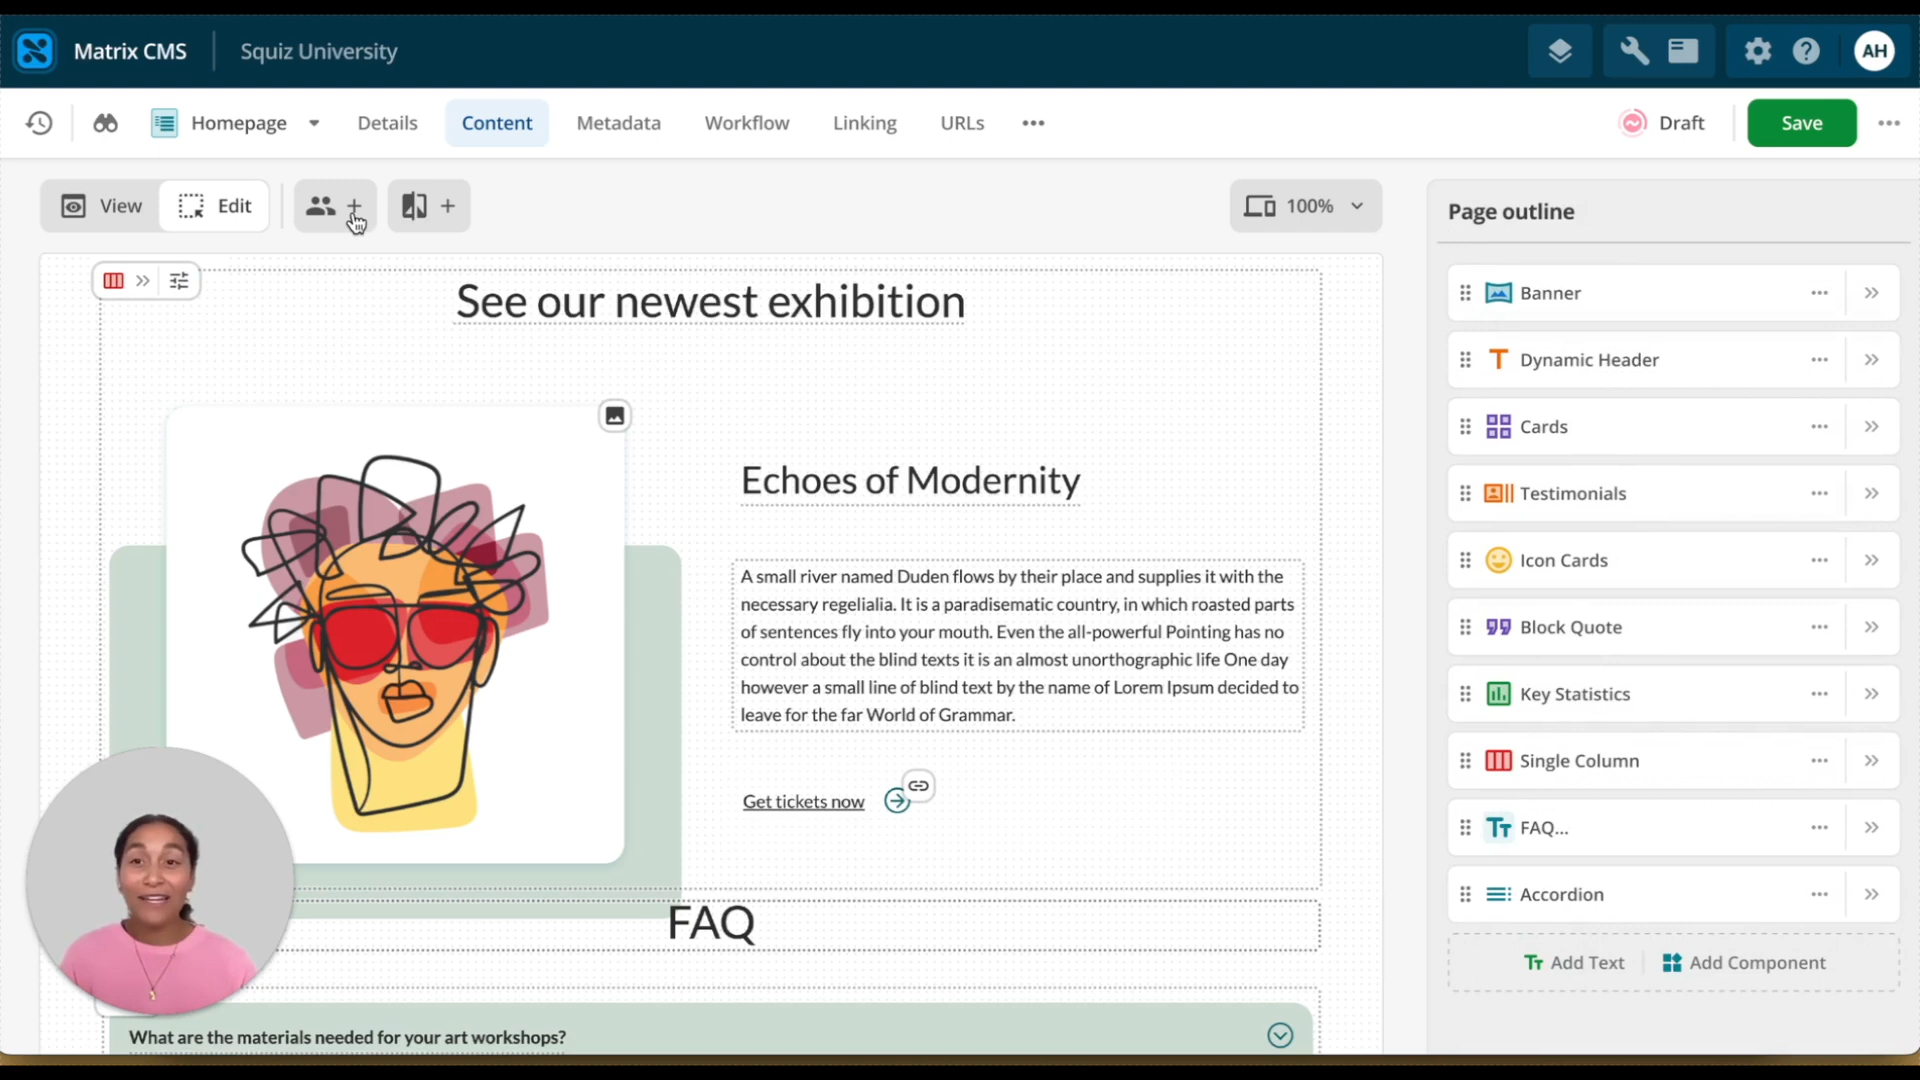 Matrix CMS
Squiz University
AH
Homepage
Details
Content
Metadata
Workflow
Linking
URLs
Draft
Save
View
Edit
100%
See our newest exhibition
Echoes of Modernity
A small river named Duden flows by their place and supplies it with the
necessary regelialia. It is a paradisematic country, in which roasted parts
of sentences fly into your mouth. Even the all-powerful Pointing has no
control about the blind texts it is an almost unorthographic life One day
however a small line of blind text by the name of Lorem Ipsum decided to
leave for the far World of Grammar.
Get tickets now
FAQ
What are the materials needed for your art workshops?
Page outline
Banner
Dynamic Header
Cards
Testimonials
Icon Cards
Block Quote
Key Statistics
Single Column
FAQ...
Accordion
Add Text
Add Component